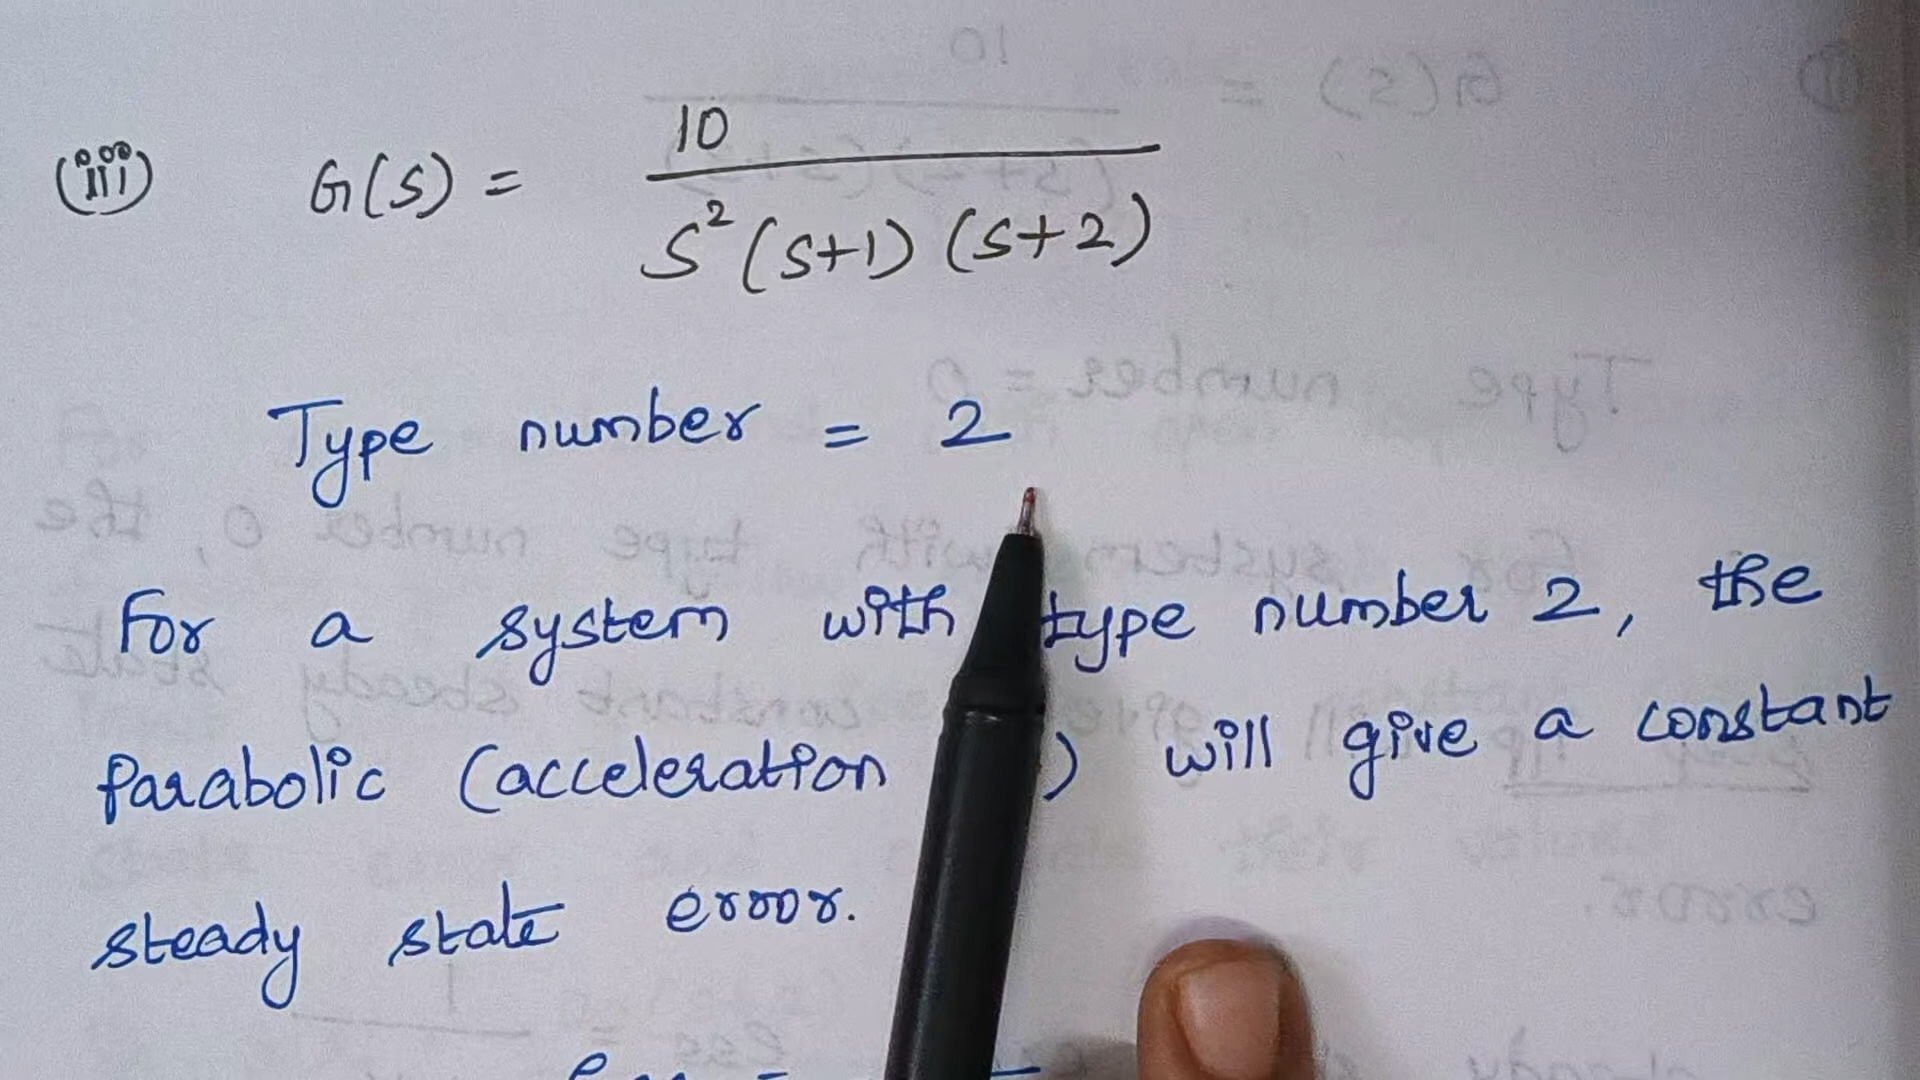 (iii) G(s) = 10 / s²(s+1)(s+2)
Type number = 2
For a system with type number 2, the
Parabolic (acceleration ) will give a constant
steady state error.